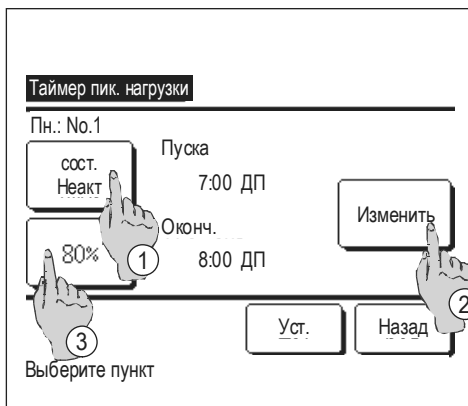 Таймер пик. нагрузки
Пн.: No.1
сост.
Неакт
Пуска
7:00 ДП
Изменить
80%
Оконч.
8:00 ДП
1
2
3
Уст.
Назад
Выберите пункт